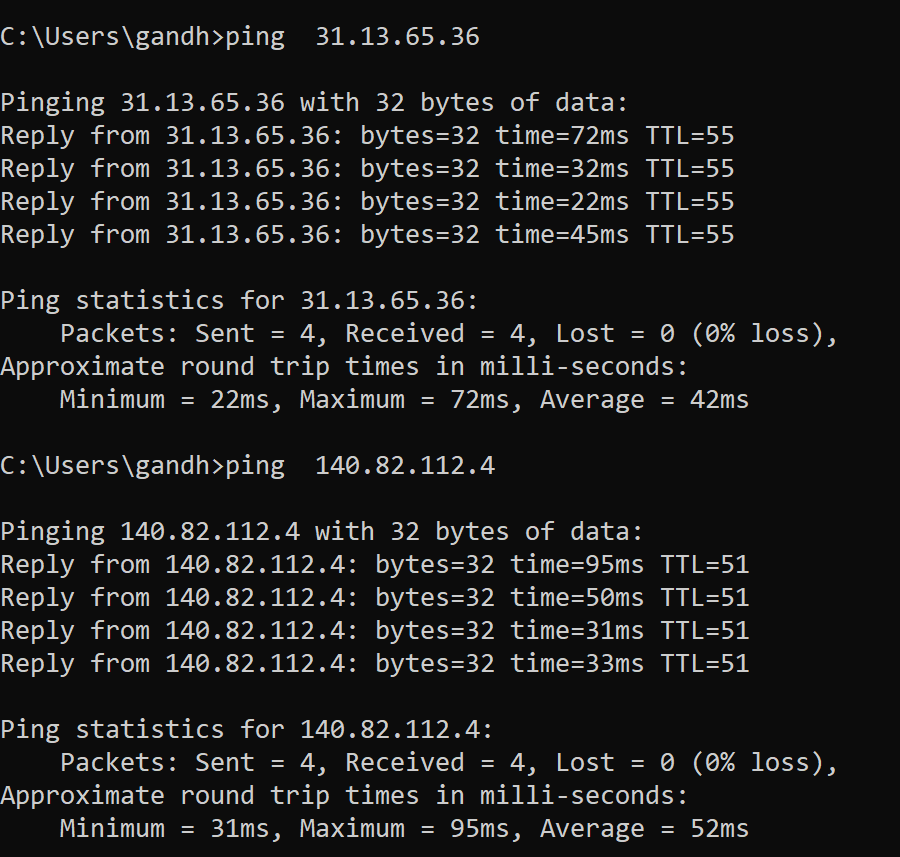 C:\Users\gandh>ping  31.13.65.36
Pinging 31.13.65.36 with 32 bytes of data:
Reply from 31.13.65.36: bytes=32 time=72ms TTL=55
Reply from 31.13.65.36: bytes=32 time=32ms TTL=55
Reply from 31.13.65.36: bytes=32 time=22ms TTL=55
Reply from 31.13.65.36: bytes=32 time=45ms TTL=55
Ping statistics for 31.13.65.36:
    Packets: Sent = 4, Received = 4, Lost = 0 (0% loss),
Approximate round trip times in milli-seconds:
    Minimum = 22ms, Maximum = 72ms, Average = 42ms
C:\Users\gandh>ping  140.82.112.4
Pinging 140.82.112.4 with 32 bytes of data:
Reply from 140.82.112.4: bytes=32 time=95ms TTL=51
Reply from 140.82.112.4: bytes=32 time=50ms TTL=51
Reply from 140.82.112.4: bytes=32 time=31ms TTL=51
Reply from 140.82.112.4: bytes=32 time=33ms TTL=51
Ping statistics for 140.82.112.4:
    Packets: Sent = 4, Received = 4, Lost = 0 (0% loss),
Approximate round trip times in milli-seconds:
    Minimum = 31ms, Maximum = 95ms, Average = 52ms